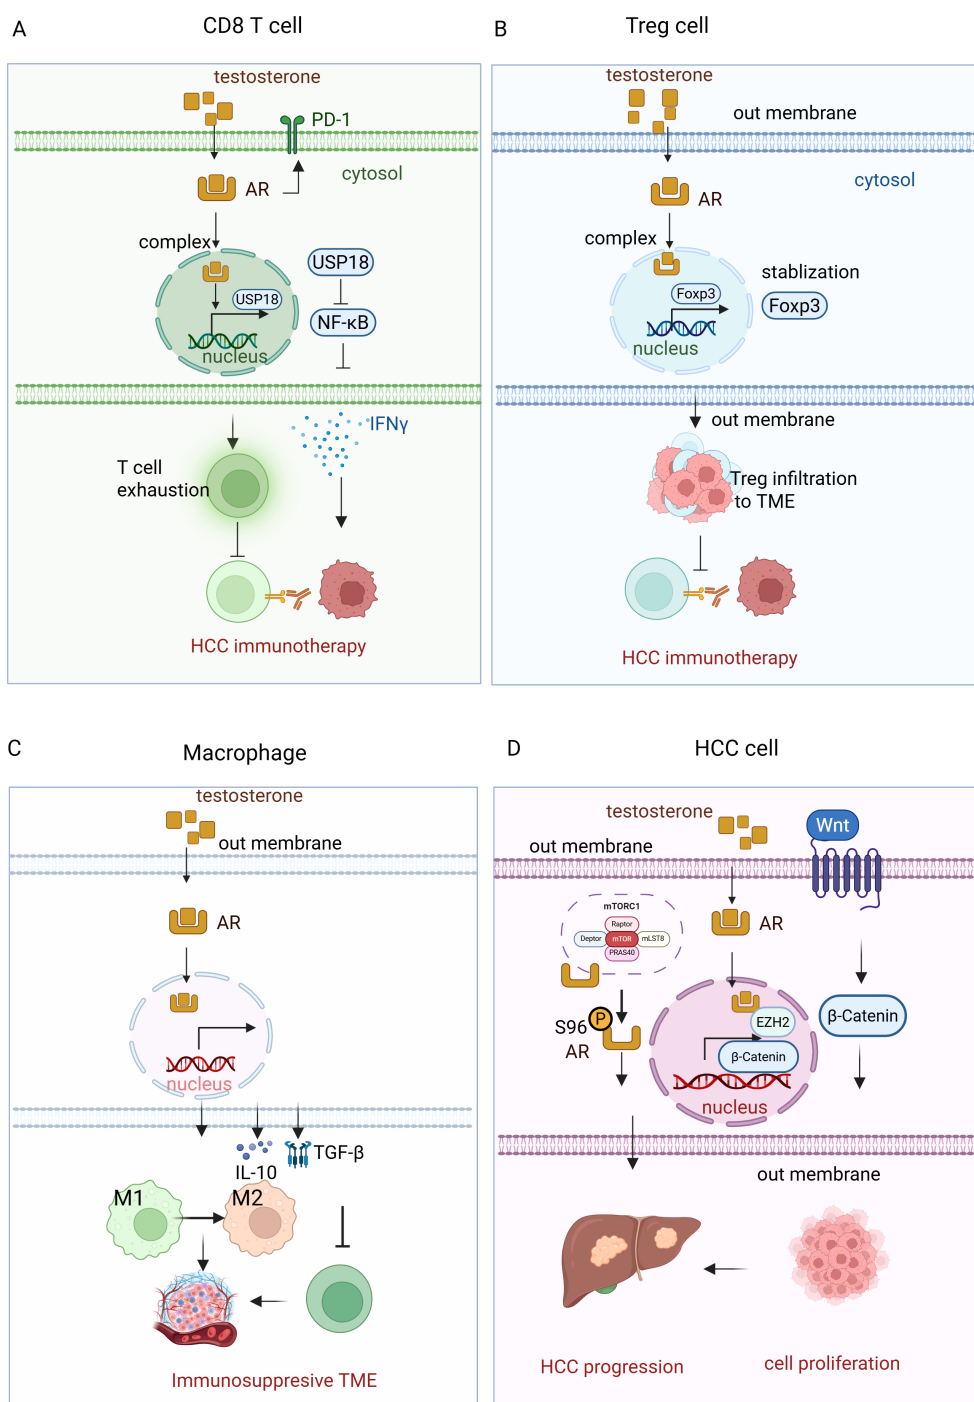 A
CD8 T cell
testosterone
PD-1
cytosol
AR
complex
USP18
USP18
NF-κB
nucleus
IFNγ
T cell
exhaustion
HCC immunotherapy
B
Treg cell
testosterone
out membrane
cytosol
AR
complex
stablization
Foxp3
Foxp3
nucleus
out membrane
Treg infiltration
to TME
HCC immunotherapy
C
Macrophage
testosterone
out membrane
AR
nucleus
TGF-β
IL-10
M1
M2
Immunosuppresive TME
D
HCC cell
testosterone
Wnt
out membrane
mTORC1
Raptor
Deptor
mTOR
mLST8
PRAS40
AR
P
S96
AR
EZH2
β-Catenin
β-Catenin
nucleus
out membrane
HCC progression
cell proliferation